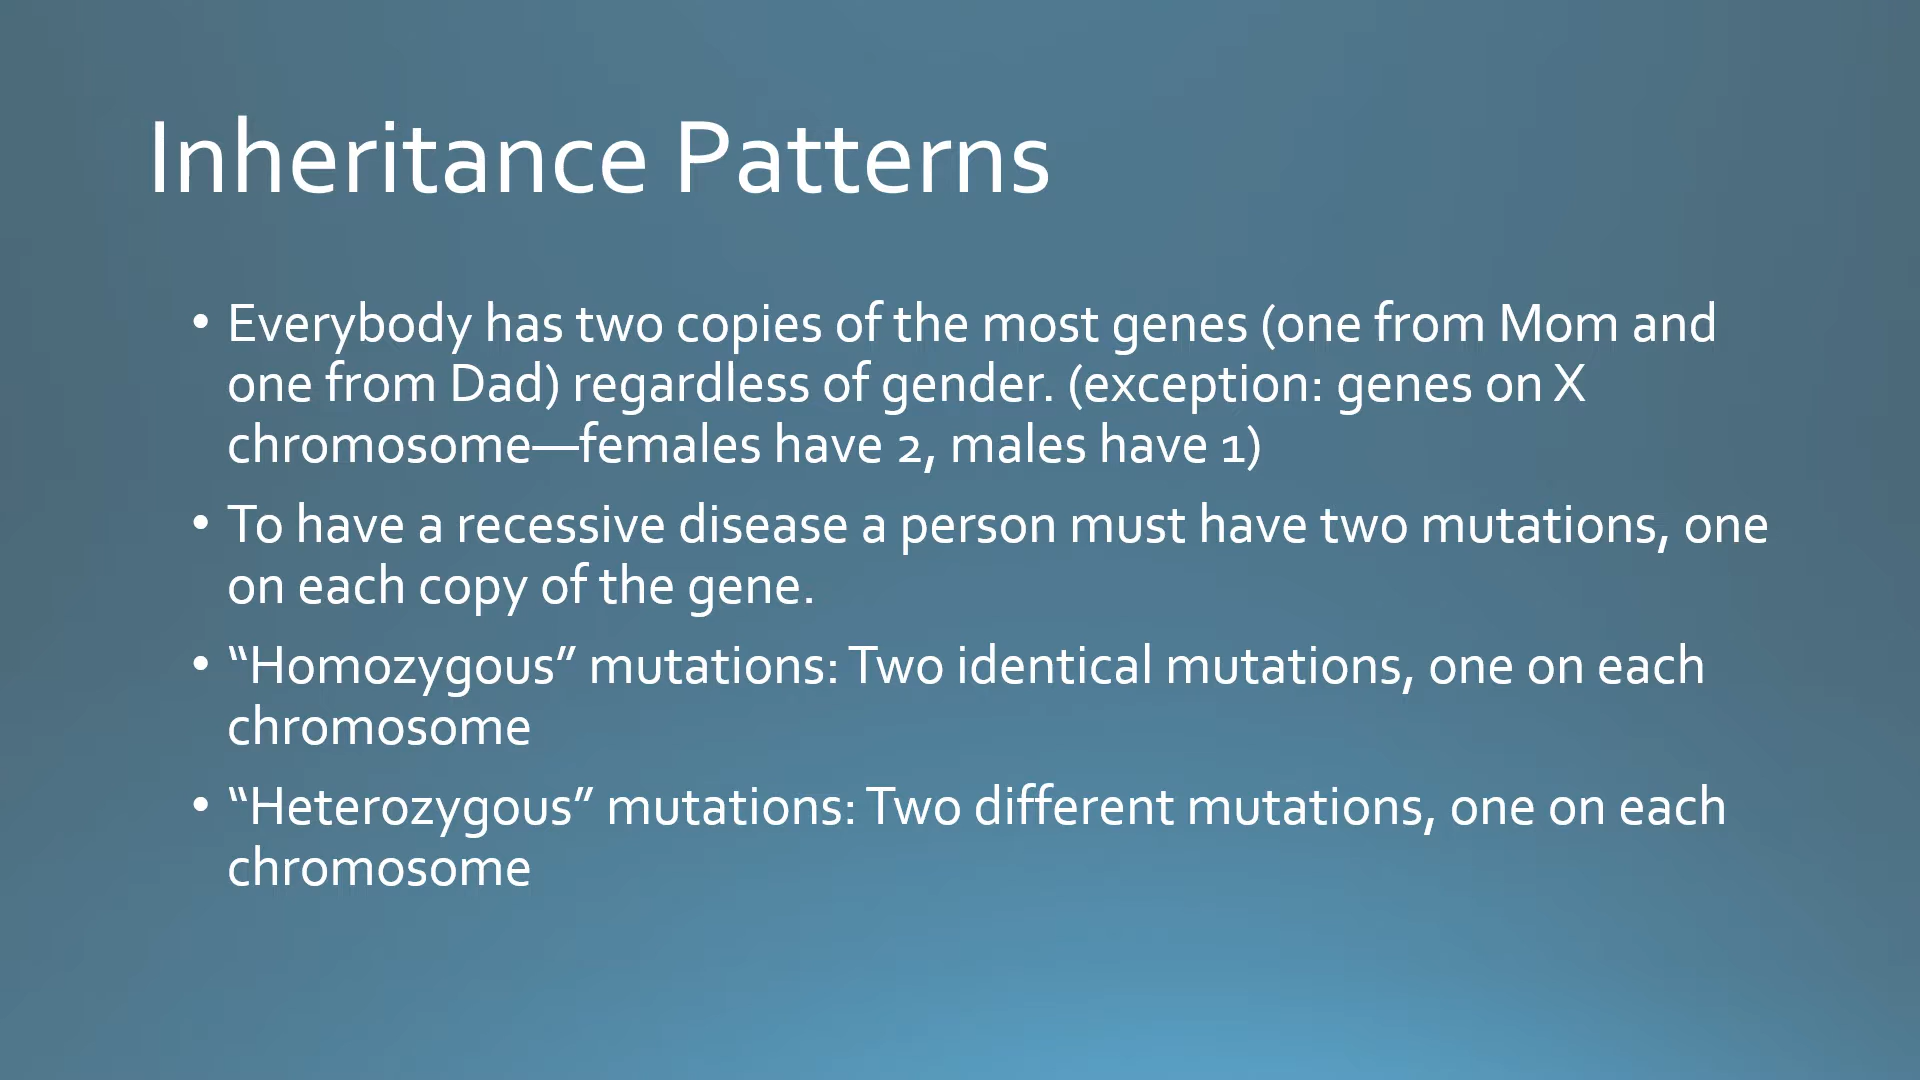 Inheritance Patterns
• Everybody has two copies of the most genes (one from Mom and
one from Dad) regardless of gender. (exception: genes on X
chromosome—females have 2, males have 1)
• To have a recessive disease a person must have two mutations, one
on each copy of the gene.
• “Homozygous” mutations: Two identical mutations, one on each
chromosome
• “Heterozygous” mutations: Two different mutations, one on each
chromosome